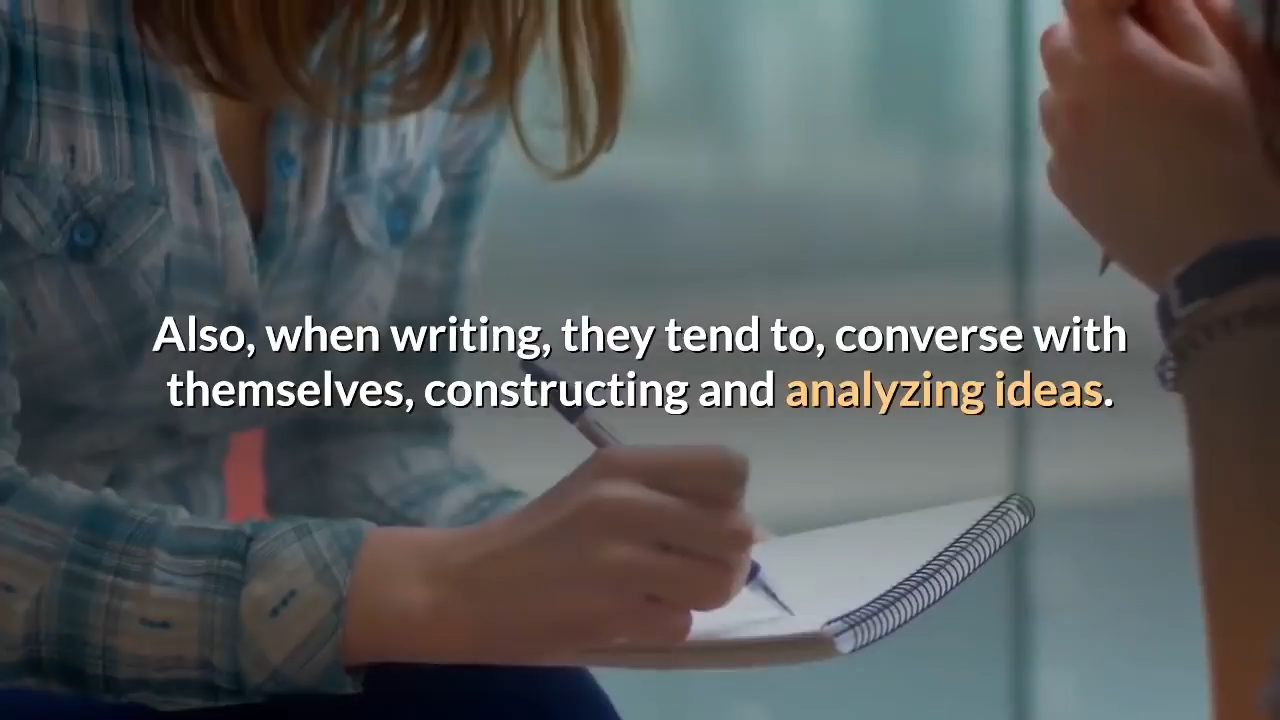 Also, when writing, they tend to, converse with
themselves, constructing and analyzing ideas.